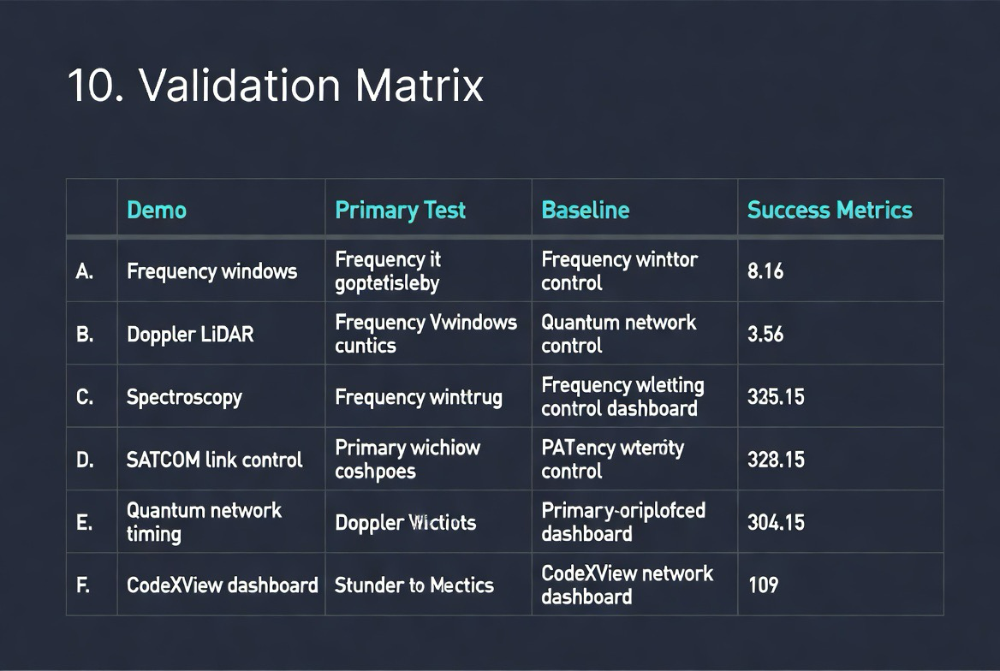 10. Validation Matrix
Demo
Primary Test
Baseline
Success Metrics
A.
Frequency windows
Frequency it
goptetisleby
Frequency winttor
control
8.16
B.
Doppler LiDAR
Frequency Vwindows
cuntics
Quantum network
control
3.56
C.
Spectroscopy
Frequency winttrug
Frequency wletting
control dashboard
335.15
D.
SATCOM link control
Primary wichiow
coshpoes
PATency
control
328.15
E.
Quantum network
timing
Doppler
Primary-oriplofced
dashboard
304.15
F.
CodeXView dashboard
Stunder to Mectics
CodeXView network
dashboard
109